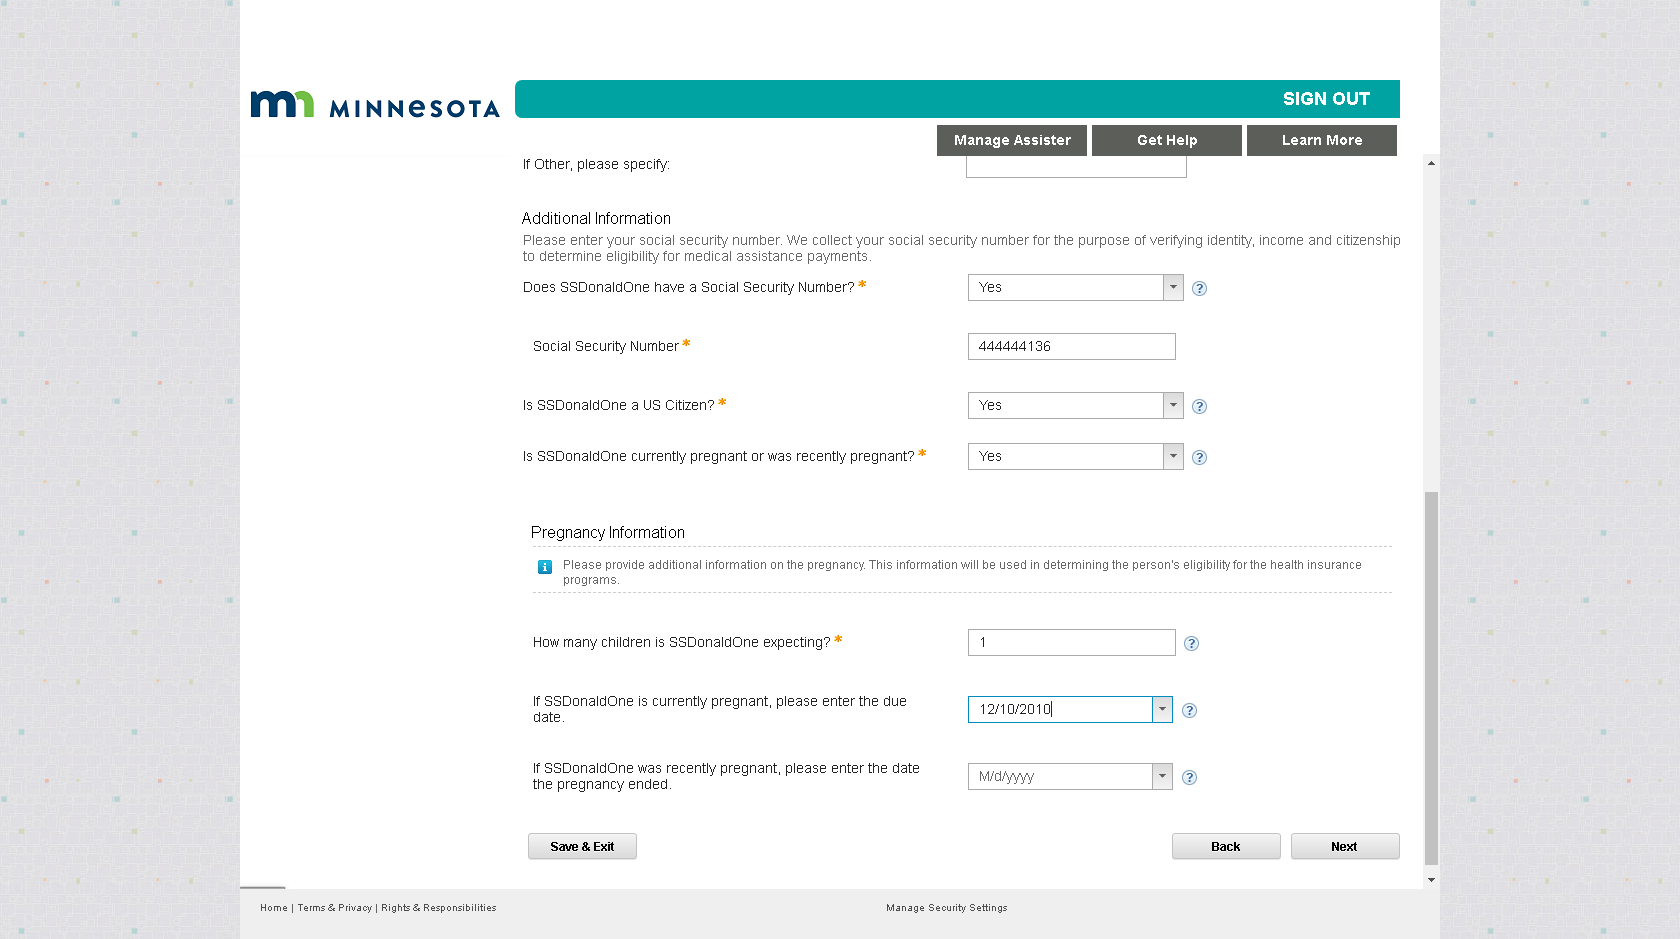 mn MINNESOTA
SIGN OUT
Manage Assister
Get Help
Learn More
If Other, please specify:
Additional Information
Please enter your social security number. We collect your social security number for the purpose of verifying identity, income and citizenship
to determine eligibility for medical assistance payments.
Does SSDonaldOne have a Social Security Number? *
Yes
?
Social Security Number *
444444136
Is SSDonaldOne a US Citizen? *
Yes
?
Is SSDonaldOne currently pregnant or was recently pregnant? *
Yes
?
Pregnancy Information
i
Please provide additional information on the pregnancy. This information will be used in determining the person's eligibility for the health insurance
programs.
How many children is SSDonaldOne expecting? *
1
?
If SSDonaldOne is currently pregnant, please enter the due
date.
12/10/2010
?
If SSDonaldOne was recently pregnant, please enter the date
the pregnancy ended.
M/d/yyyy
?
Save & Exit
Back
Next
Home | Terms & Privacy | Rights & Responsibilities
Manage Security Settings